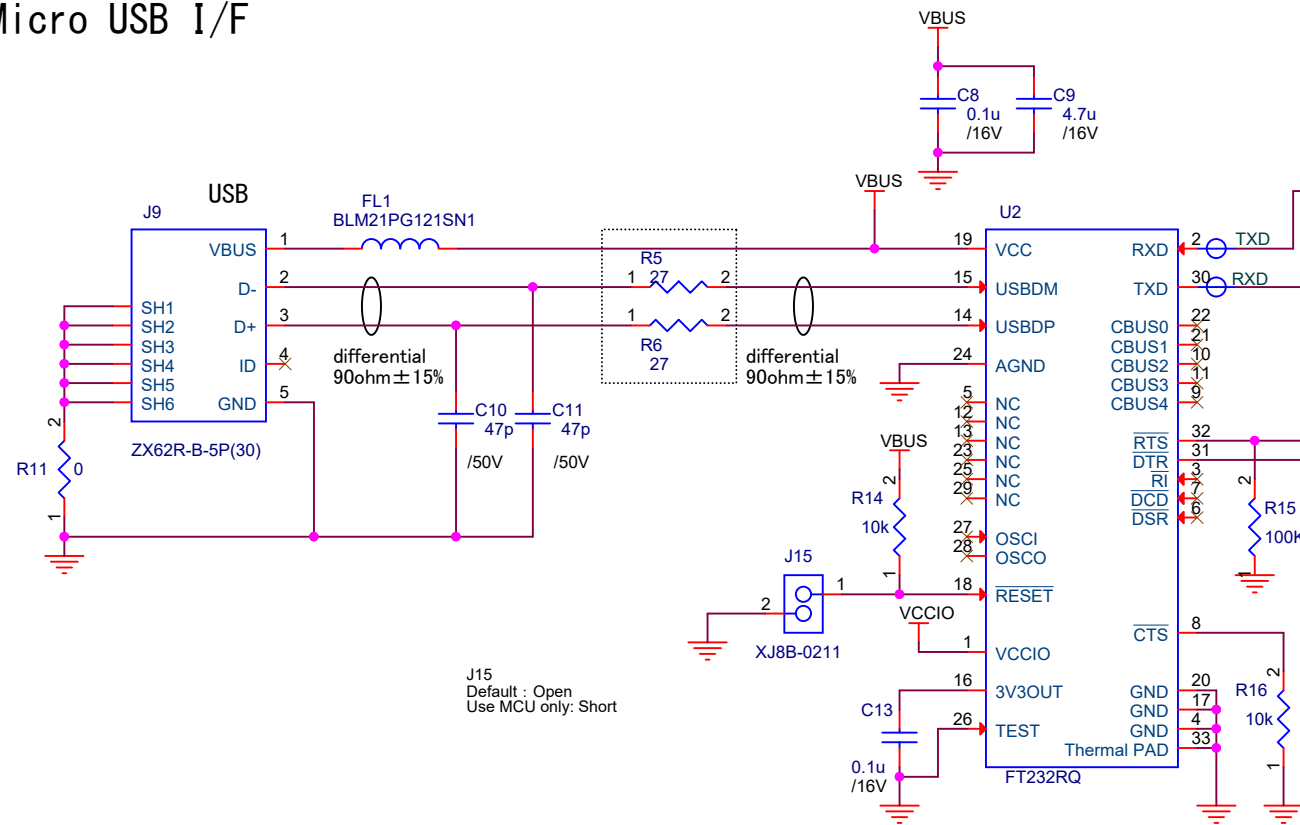 Micro USB I/F
VBUS
C8
0.1u
/16V
C9
4.7u
/16V
USB
J9
FL1
BLM21PG121SN1
VBUS
U2
VBUS
1
19
VCC
RXD
2
TXD
D-
2
R5
27
1
2
15
USBDM
TXD
30
RXD
SH1
SH2
SH3
SH4
SH5
SH6
D+
3
1
2
R6
27
14
USBDP
CBUS0
22
CBUS1
21
CBUS2
10
CBUS3
11
CBUS4
9
ID
4
differential
90ohm±15%
differential
90ohm±15%
24
AGND
GND
5
C10
47p
/50V
C11
47p
/50V
5
NC
12
NC
13
NC
23
NC
25
NC
29
NC
ZX62R-B-5P(30)
2
R11
0
1
VBUS
2
R14
10k
1
RTS
32
DTR
31
RI
3
DCD
7
DSR
6
2
R15
100K
1
27
OSCI
28
OSCO
J15
1
2
XJ8B-0211
18
RESET
VCCIO
1
VCCIO
CTS
8
J15
Default : Open
Use MCU only: Short
16
3V3OUT
C13
0.1u
/16V
26
TEST
GND
20
GND
17
GND
4
Thermal PAD
33
2
R16
10k
1
FT232RQ